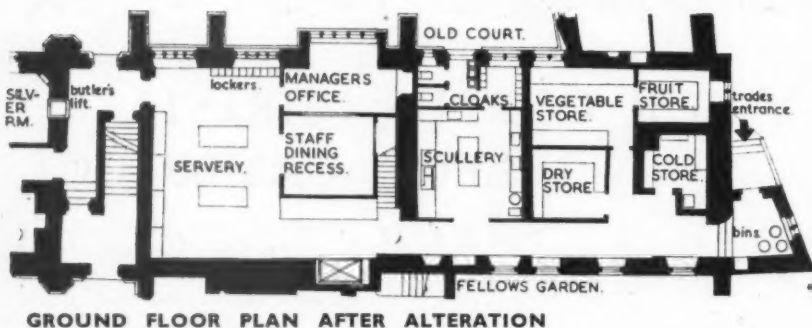 OLD COURT.
SILV-
ER
RM.
butler's
lift.
lockers.
MANAGERS
OFFICE.
CLOAKS.
VEGETABLE
STORE.
FRUIT
STORE.
trades
entrance.
SERVERY.
STAFF
DINING
RECESS.
SCULLERY.
DRY
STORE
COLD
STORE.
bins.
FELLOWS GARDEN.
GROUND FLOOR PLAN AFTER ALTERATION